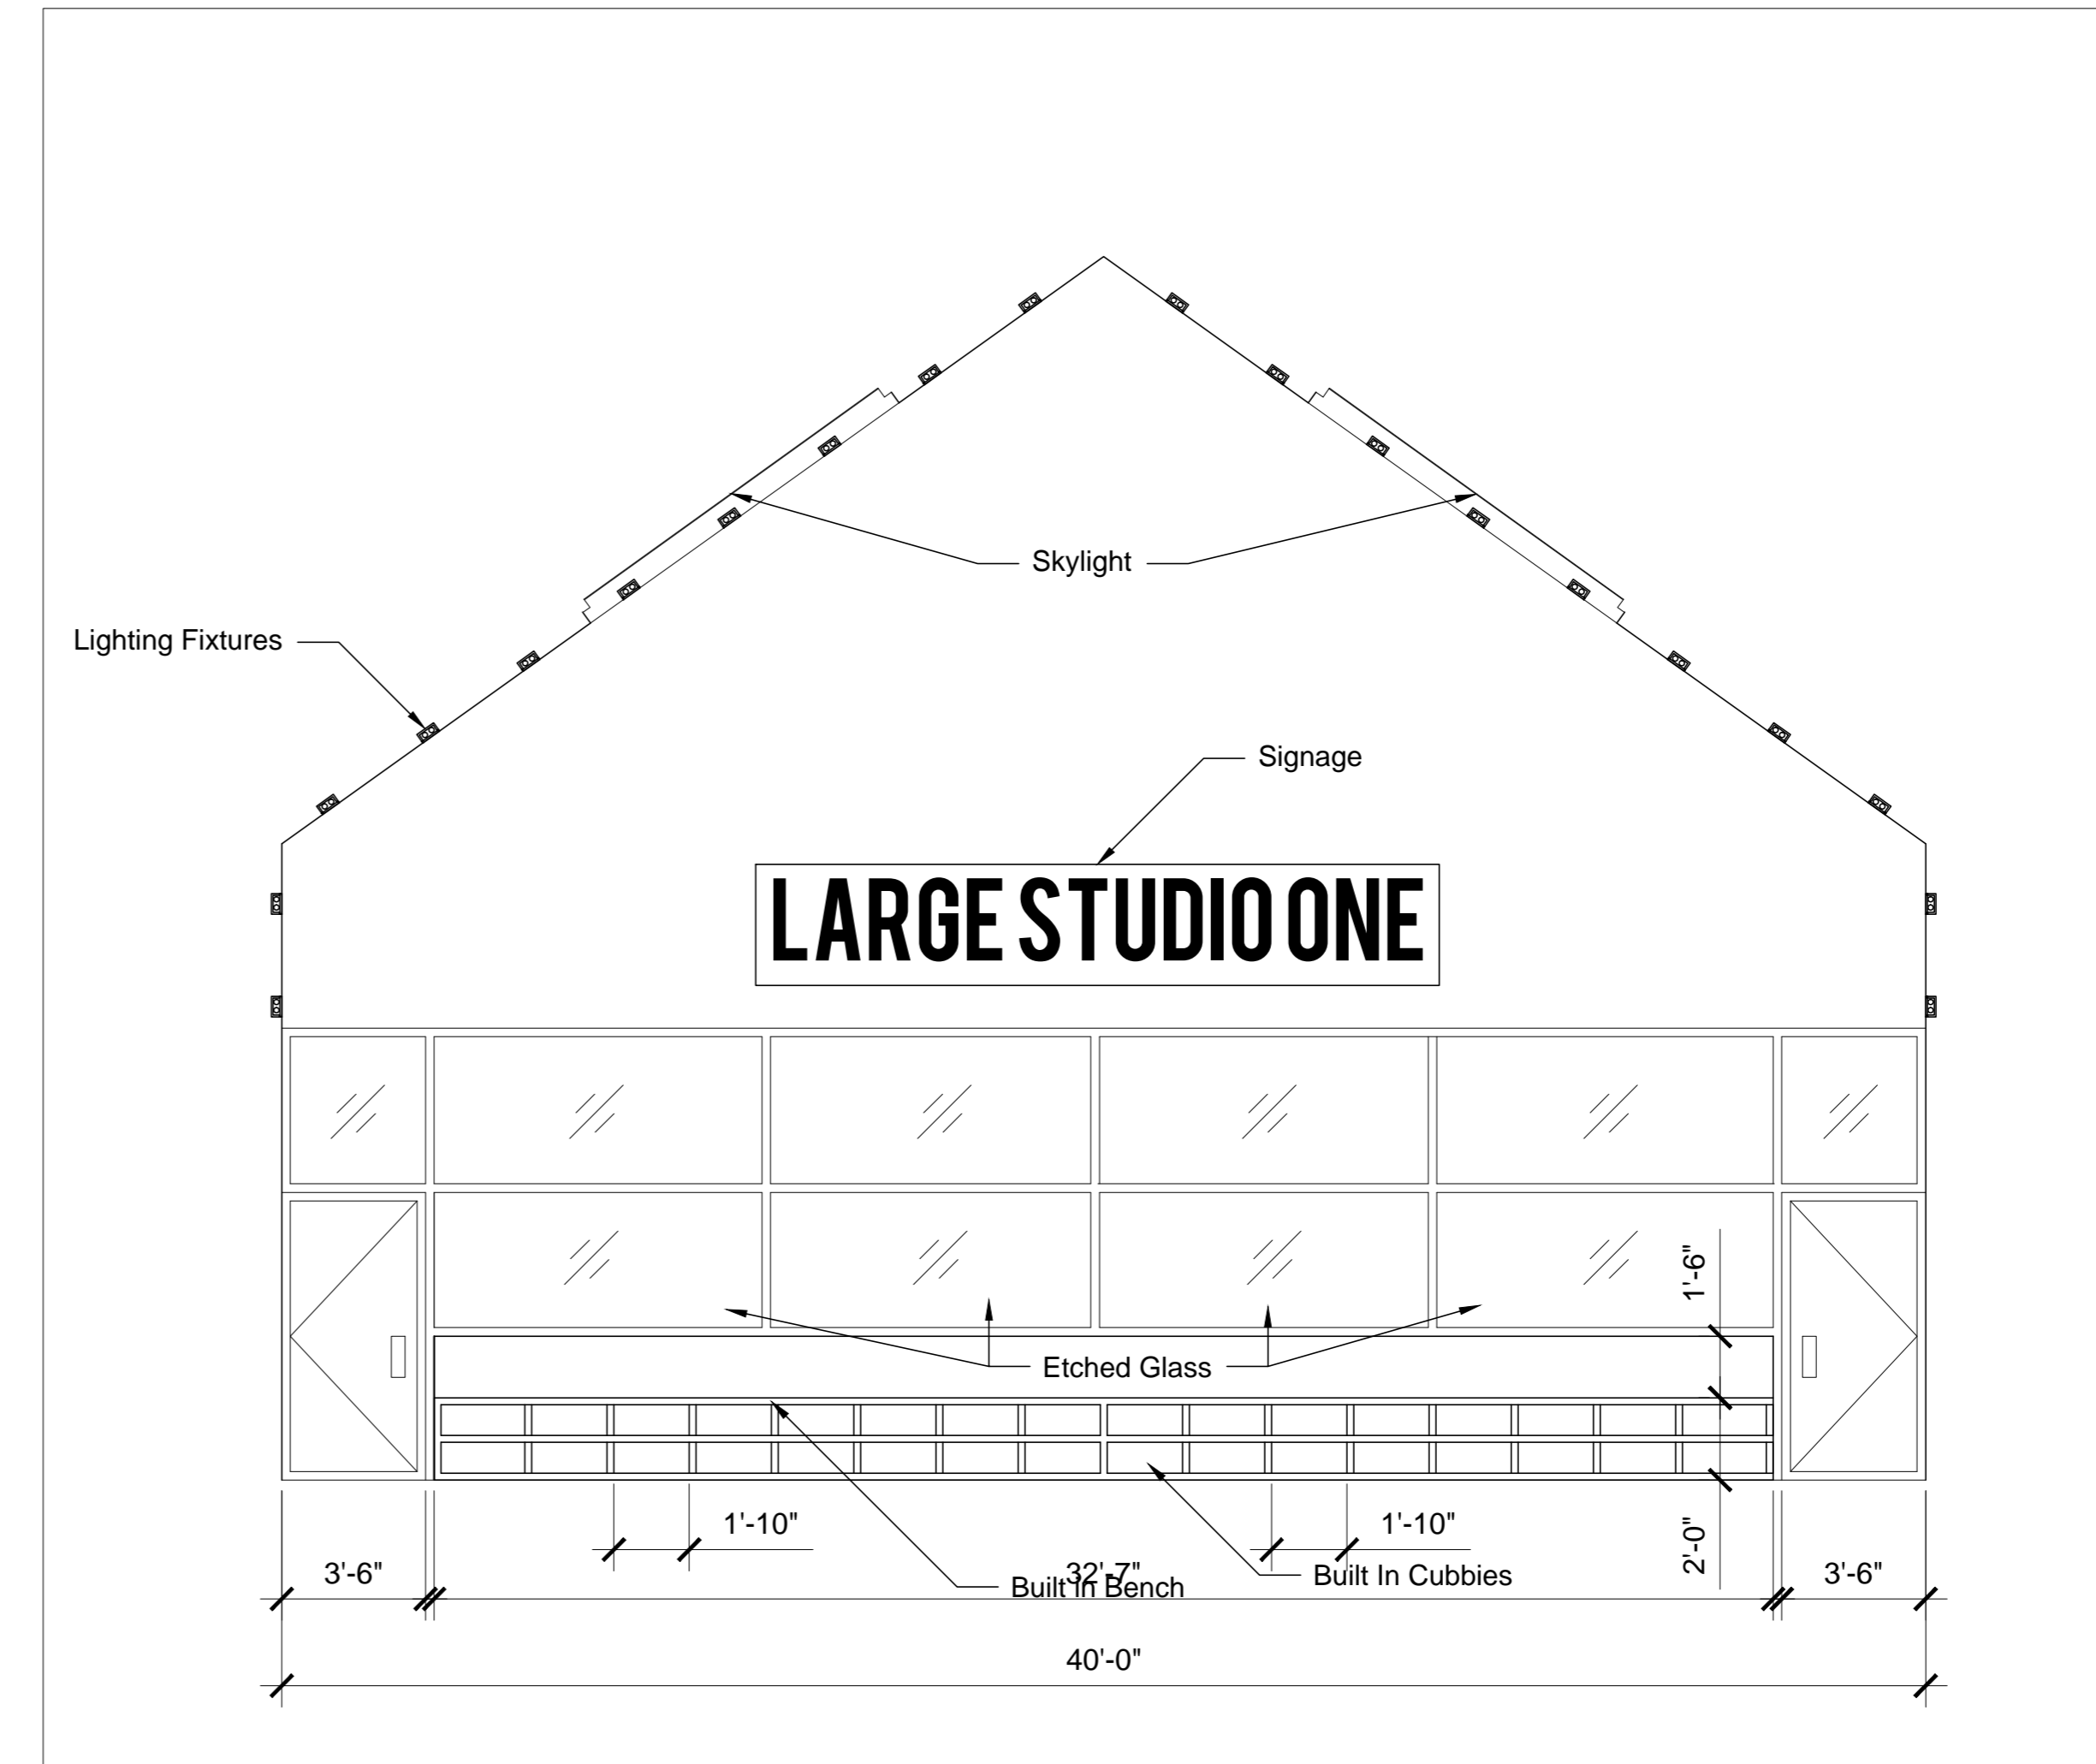 Skylight
Lighting Fixtures
Signage
LARGE STUDIO ONE
1'-6"
Etched Glass
1'-10"
1'-10"
2'-0"
3'-6"
32'-7"
Built In Bench
Built In Cubbies
3'-6"
40'-0"